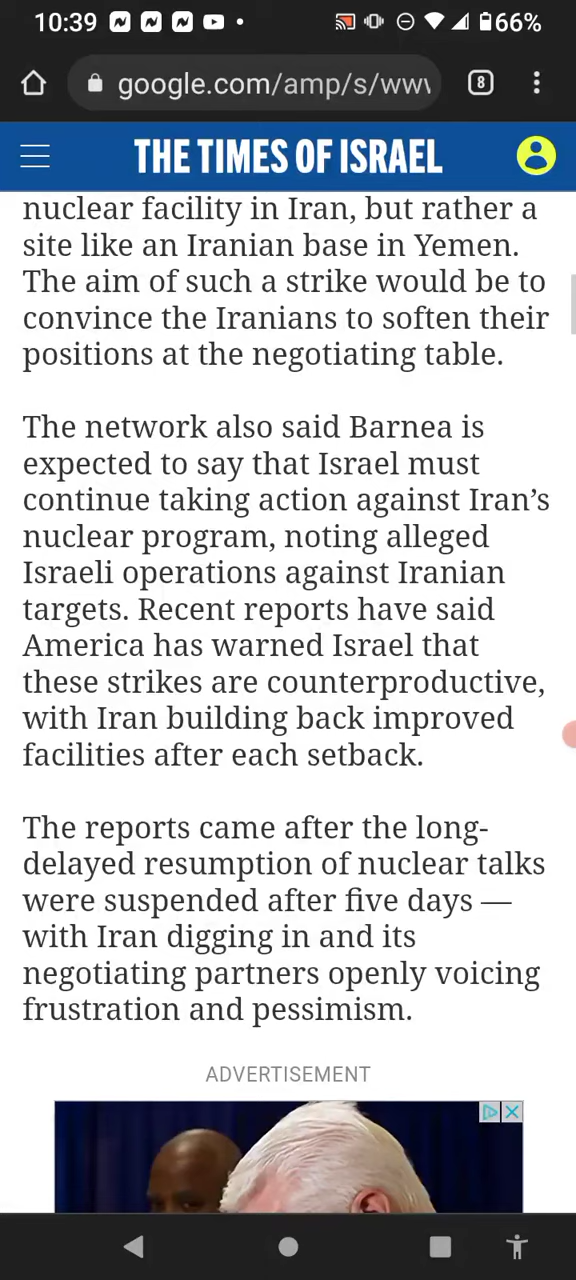 10:39
66%
google.com/amp/s/www
8
THE TIMES OF ISRAEL
nuclear facility in Iran, but rather a
site like an Iranian base in Yemen.
The aim of such a strike would be to
convince the Iranians to soften their
positions at the negotiating table.
The network also said Barnea is
expected to say that Israel must
continue taking action against Iran’s
nuclear program, noting alleged
Israeli operations against Iranian
targets. Recent reports have said
America has warned Israel that
these strikes are counterproductive,
with Iran building back improved
facilities after each setback.
The reports came after the long-
delayed resumption of nuclear talks
were suspended after five days —
with Iran digging in and its
negotiating partners openly voicing
frustration and pessimism.
ADVERTISEMENT